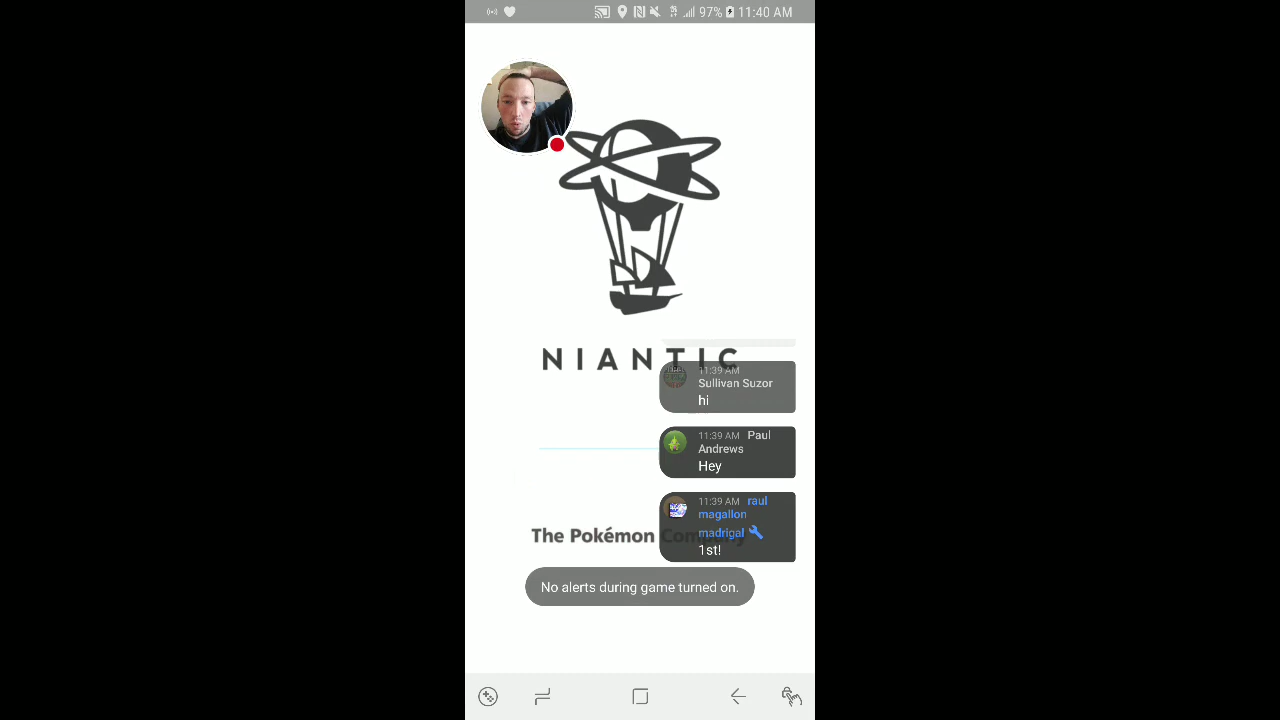 97% 11:40 AM
NIANTIC
11:39 AM
Sullivan Suzor
hi
11:39 AM Paul
Andrews
Hey
11:39 AM raul
magallon
madrigal
1st!
The Pokémon Company
No alerts during game turned on.